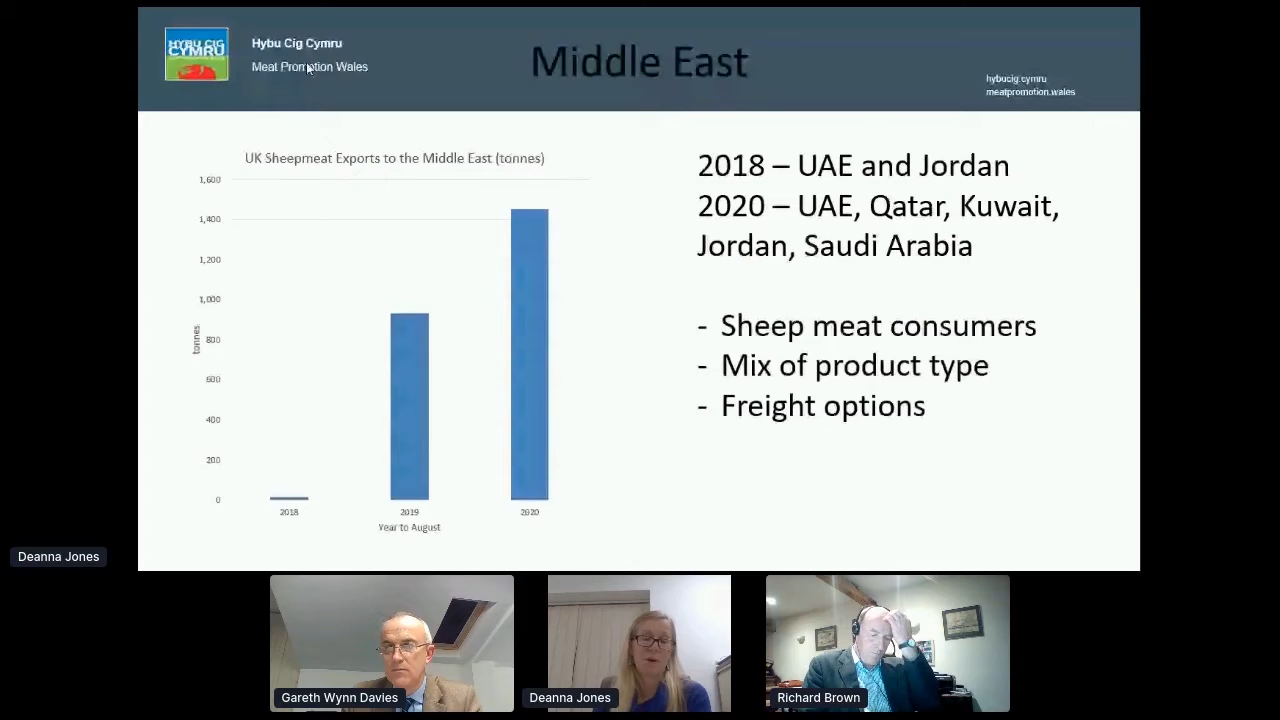 HYBU CIG
CYMRU
Hybu Cig Cymru
Meat Promotion Wales
Middle East
hybucig.cymru
meatpromotion.wales
UK Sheepmeat Exports to the Middle East (tonnes)
1,600
1,400
1,200
1,000
800
600
400
200
0
tonnes
2018
2019
2020
Year to August
2018 – UAE and Jordan
2020 – UAE, Qatar, Kuwait,
Jordan, Saudi Arabia
- Sheep meat consumers
- Mix of product type
- Freight options
Deanna Jones
Gareth Wynn Davies
Deanna Jones
Richard Brown